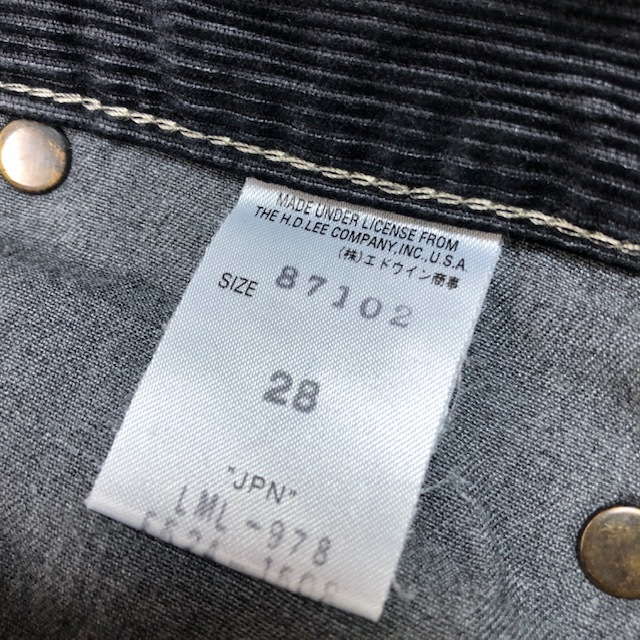 MADE UNDER LICENSE FROM
THE H.D.LEE COMPANY, INC., U.S.A.
(株)エドウイン商事
SIZE 87102
28
"JPN"
LML-978